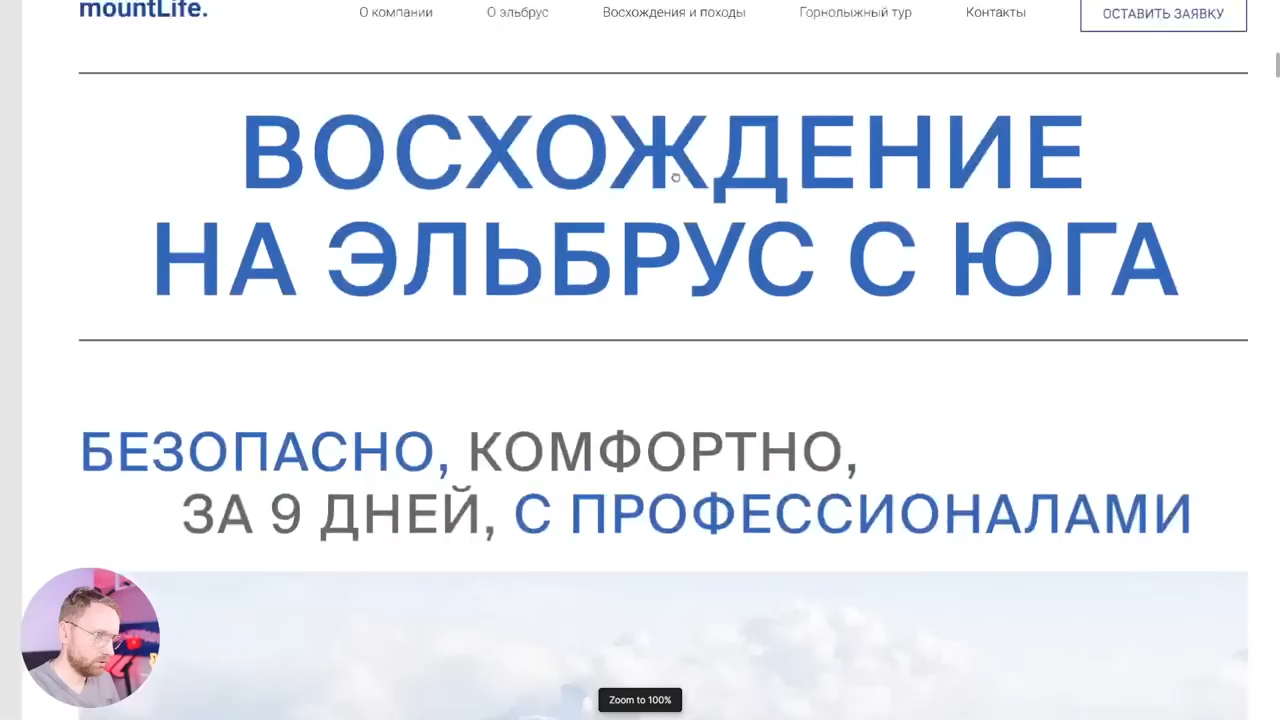 mountLife.
О компании
О эльбрус
Восхождения и походы
Горнолыжный тур
Контакты
ОСТАВИТЬ ЗАЯВКУ
ВОСХОЖДЕНИЕ
НА ЭЛЬБРУС С ЮГА
БЕЗОПАСНО, КОМФОРТНО,
ЗА 9 ДНЕЙ, С ПРОФЕССИОНАЛАМИ
Zoom to 100%